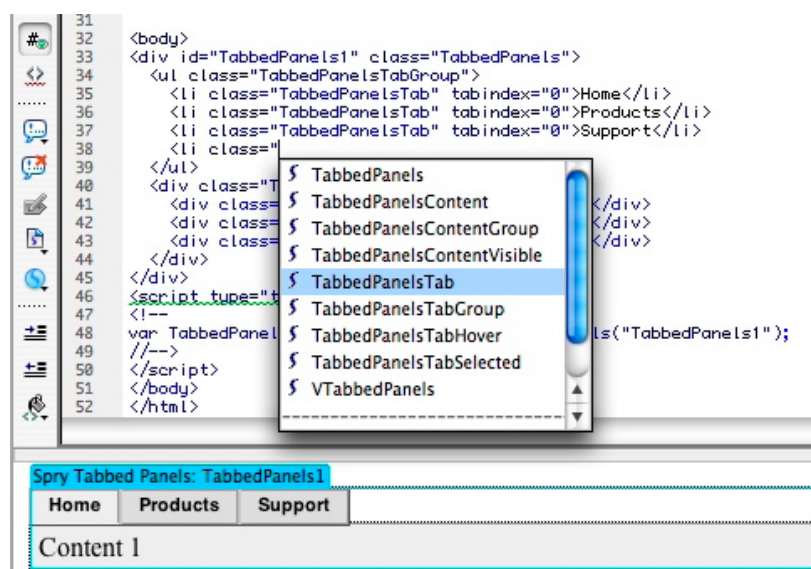 31
32 <body>
33 <div id="TabbedPanels1" class="TabbedPanels">
34 <ul class="TabbedPanelsTabGroup">
35 <li class="TabbedPanelsTab" tabindex="0">Home</li>
36 <li class="TabbedPanelsTab" tabindex="0">Products</li>
37 <li class="TabbedPanelsTab" tabindex="0">Support</li>
38 <li class="
39 </ul>
40 <div class="T
41 <div class= </div>
42 <div class= </div>
43 <div class= </div>
44 </div>
45 </div>
46 <script type="t
47 <!--
48 var TabbedPanel ls("TabbedPanels1");
49 //-->
50 </script>
51 </body>
52 </html>
TabbedPanels
TabbedPanelsContent
TabbedPanelsContentGroup
TabbedPanelsContentVisible
TabbedPanelsTab
TabbedPanelsTabGroup
TabbedPanelsTabHover
TabbedPanelsTabSelected
VTabbedPanels
Spry Tabbed Panels: TabbedPanels1
Home Products Support
Content 1